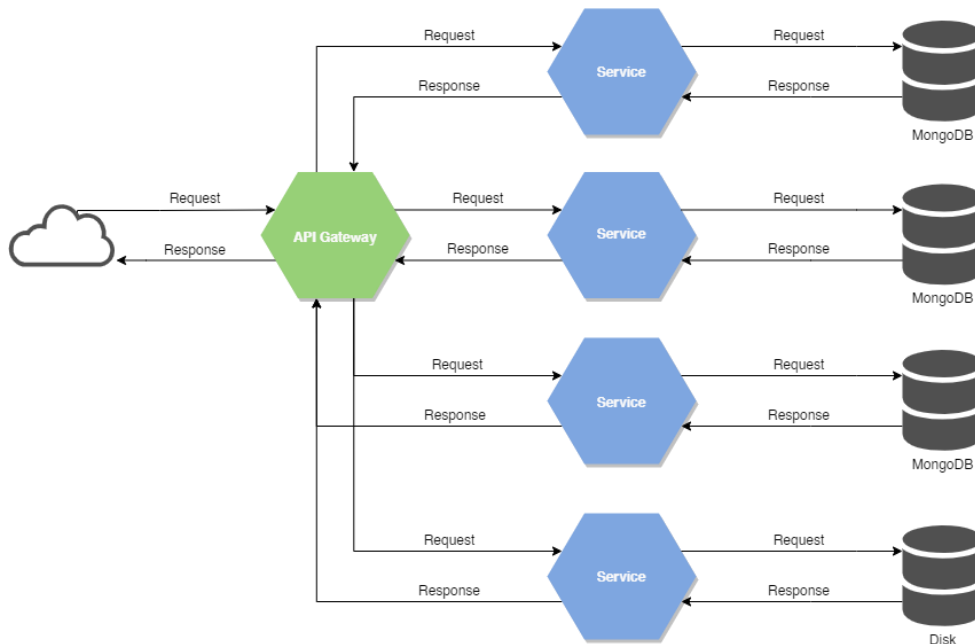 Request
Service
Request
Response
Response
MongoDB
Request
API Gateway
Response
Request
Service
Request
Response
Response
MongoDB
Request
Service
Request
Response
Response
MongoDB
Request
Service
Request
Response
Response
Disk